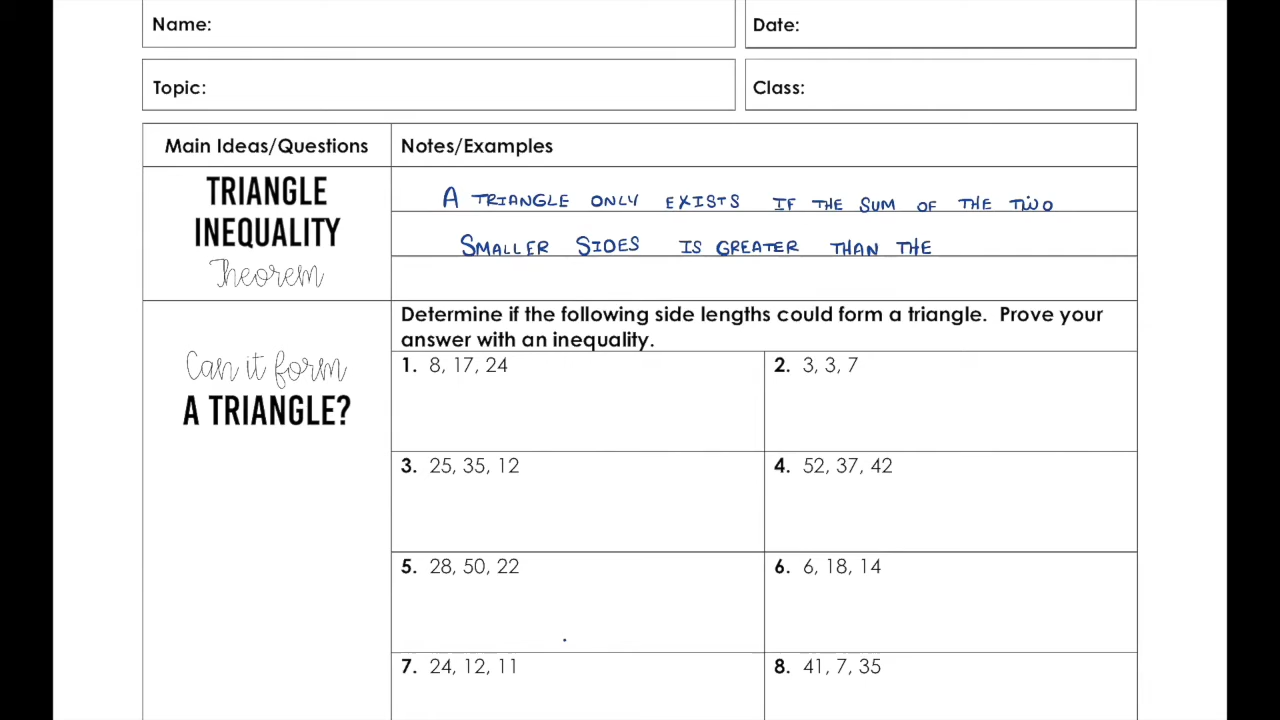 Name:
Date:
Topic:
Class:
Main Ideas/Questions
Notes/Examples
TRIANGLE
INEQUALITY
Theorem
A TRIANGLE ONLY EXISTS IF THE SUM OF THE TWO
SMALLER SIDES IS GREATER THAN THE
Can it form
A TRIANGLE?
Determine if the following side lengths could form a triangle. Prove your
answer with an inequality.
1. 8, 17, 24
2. 3, 3, 7
3. 25, 35, 12
4. 52, 37, 42
5. 28, 50, 22
6. 6, 18, 14
7. 24, 12, 11
8. 41, 7, 35